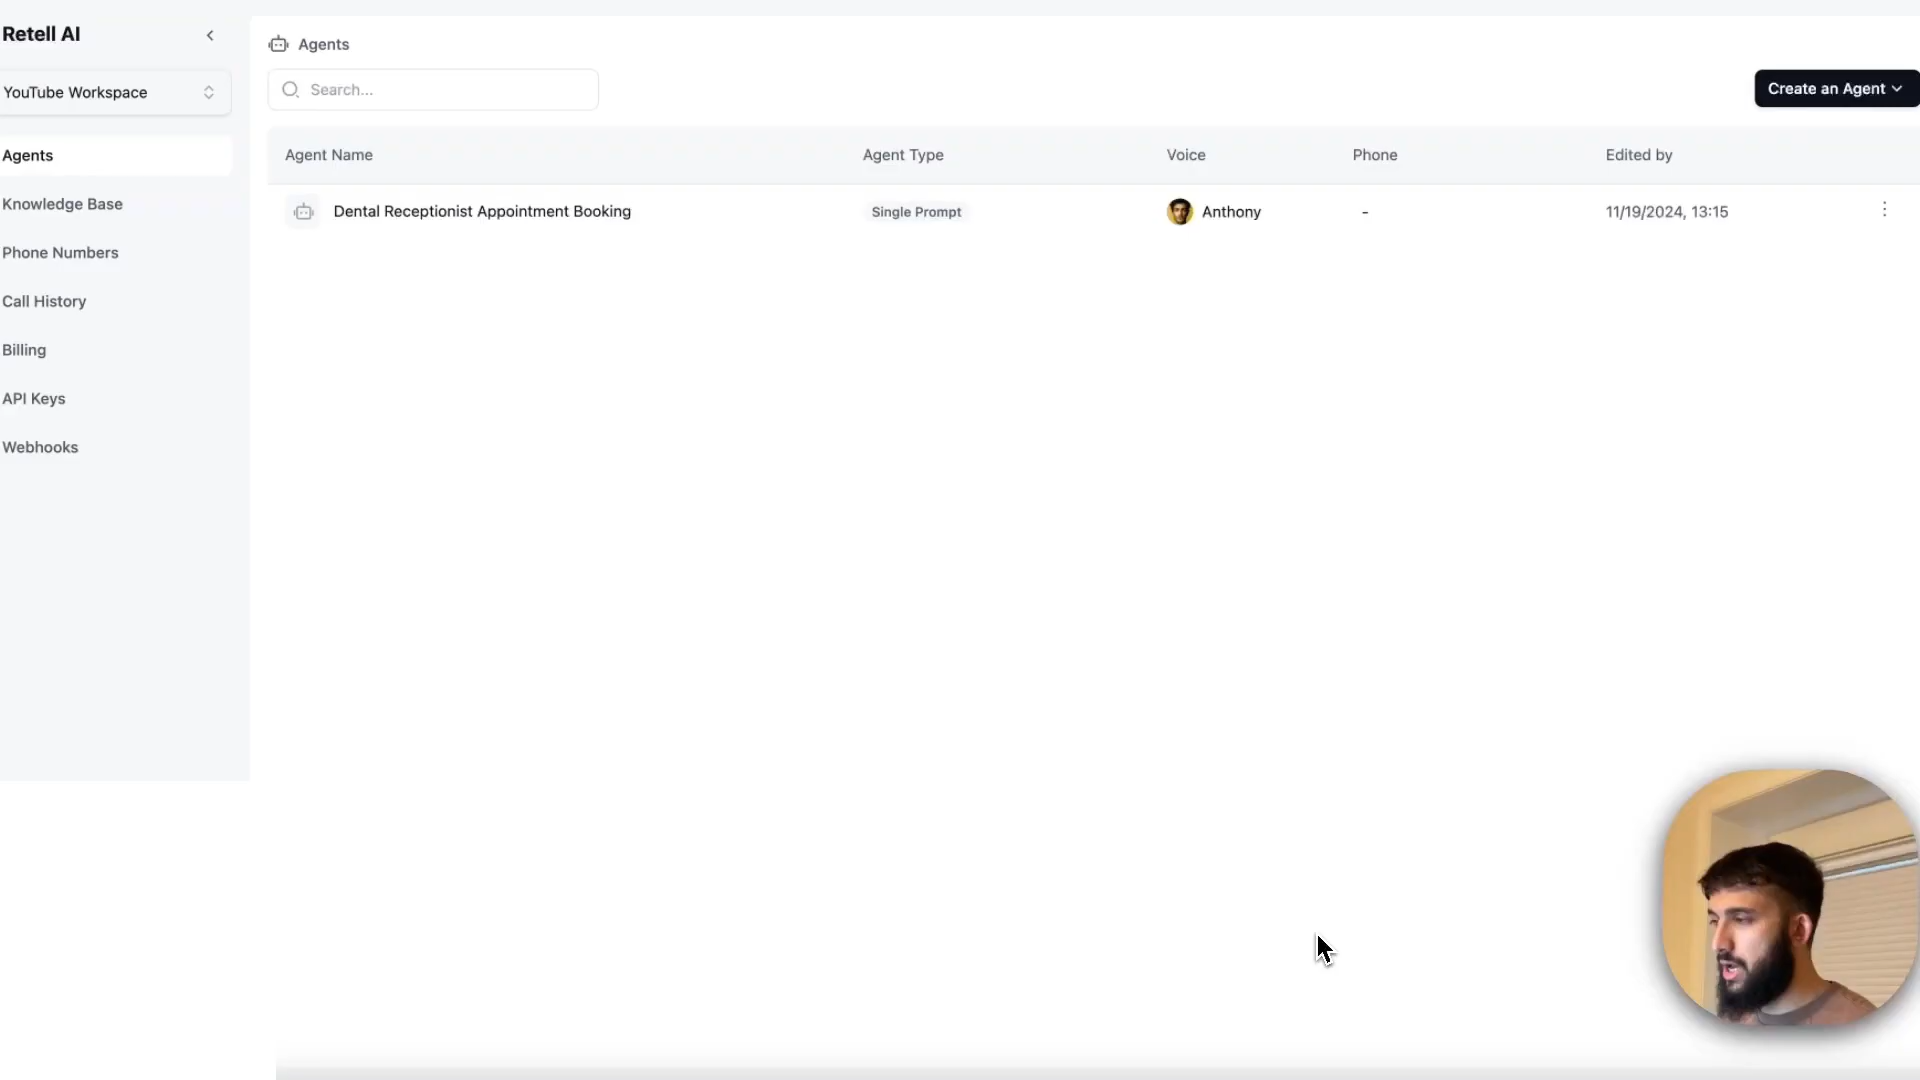 Retell AI
YouTube Workspace
Agents
Knowledge Base
Phone Numbers
Call History
Billing
API Keys
Webhooks
Agents
Search...
Create an Agent
Agent Name Agent Type Voice Phone Edited by
Dental Receptionist Appointment Booking Single Prompt Anthony - 11/19/2024, 13:15